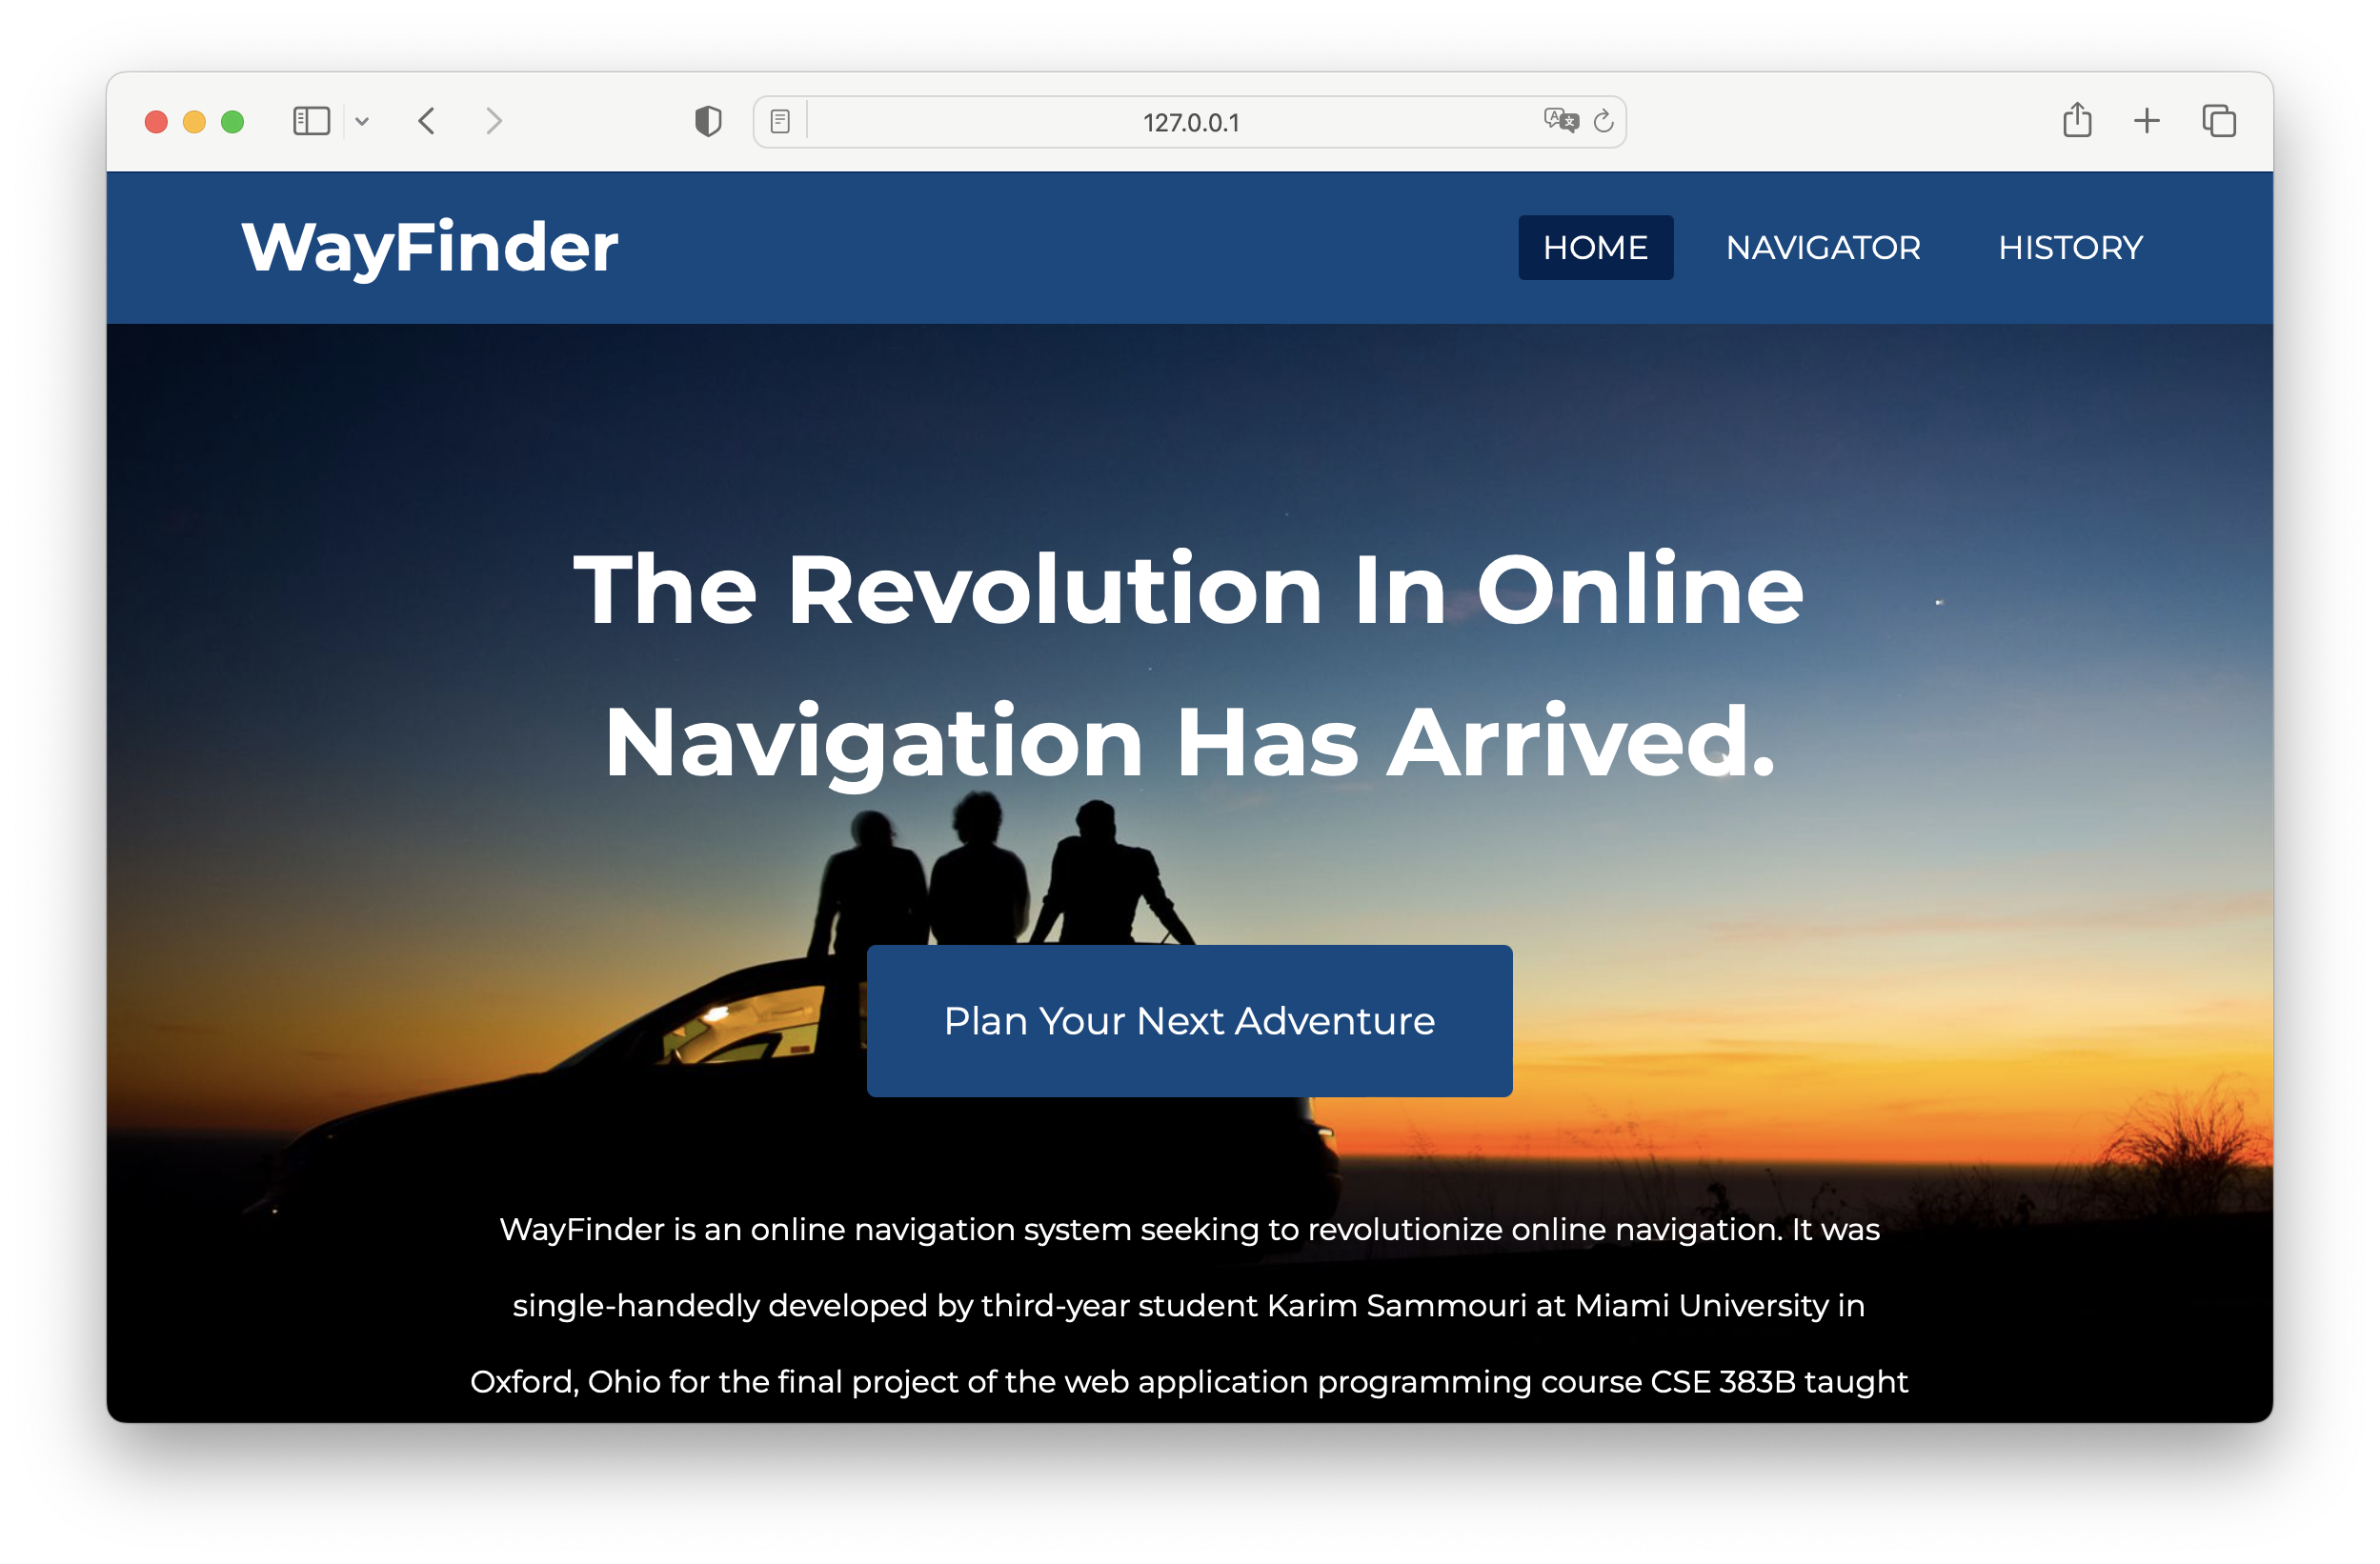 127.0.0.1
WayFinder
HOME NAVIGATOR HISTORY
The Revolution In Online
Navigation Has Arrived.
Plan Your Next Adventure
WayFinder is an online navigation system seeking to revolutionize online navigation. It was
single-handedly developed by third-year student Karim Sammouri at Miami University in
Oxford, Ohio for the final project of the web application programming course CSE 383B taught